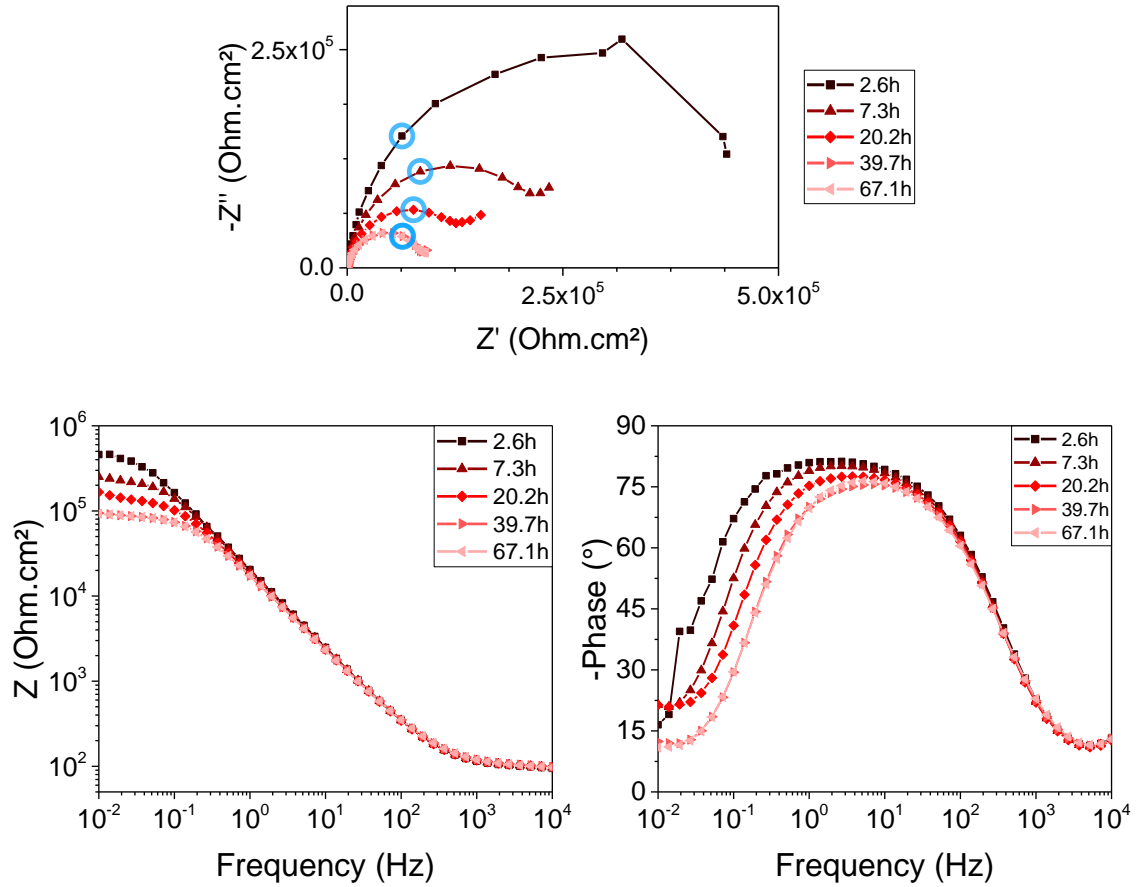 2.5x10⁵
0.0
-Z'' (Ohm.cm²)
0.0
2.5x10⁵
5.0x10⁵
Z' (Ohm.cm²)
2.6h
7.3h
20.2h
39.7h
67.1h
10⁶
10⁵
10⁴
10³
10²
Z (Ohm.cm²)
10⁻² 10⁻¹ 10⁰ 10¹ 10² 10³ 10⁴
Frequency (Hz)
2.6h
7.3h
20.2h
39.7h
67.1h
90
75
60
45
30
15
0
-Phase (°)
10⁻² 10⁻¹ 10⁰ 10¹ 10² 10³ 10⁴
Frequency (Hz)
2.6h
7.3h
20.2h
39.7h
67.1h